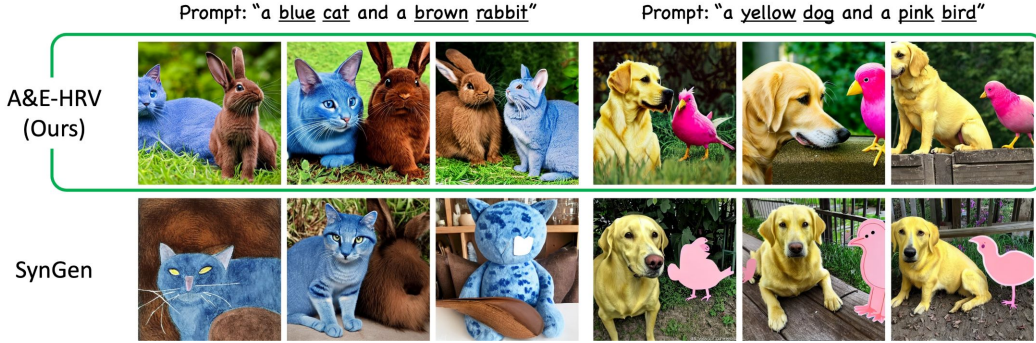 Prompt: "a blue cat and a brown rabbit"
Prompt: "a yellow dog and a pink bird"
A&E-HRV
(Ours)
SynGen